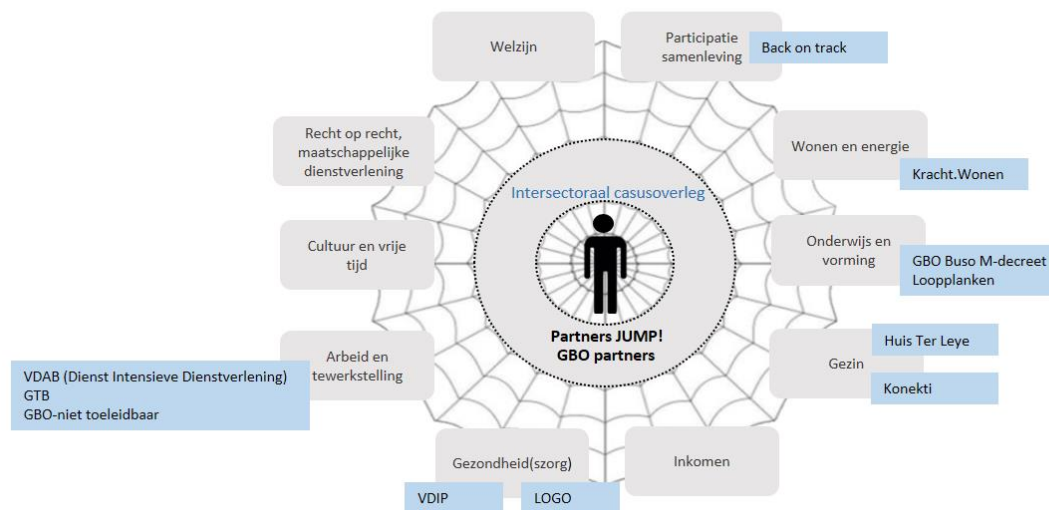 Welzijn
Participatie
samenleving
Back on track
Recht op recht,
maatschappelijke
dienstverlening
Wonen en energie
Kracht.Wonen
Intersectoraal casusoverleg
Cultuur en vrije
tijd
Onderwijs en
vorming
GBO Buso M-decreet
Loopplanken
Partners JUMP!
GBO partners
Huis Ter Leye
Gezin
Konekti
Arbeid en
tewerkstelling
VDAB (Dienst Intensieve Dienstverlening)
GTB
GBO-niet toeleidbaar
Gezondheid(szorg)
VDIP
LOGO
Inkomen